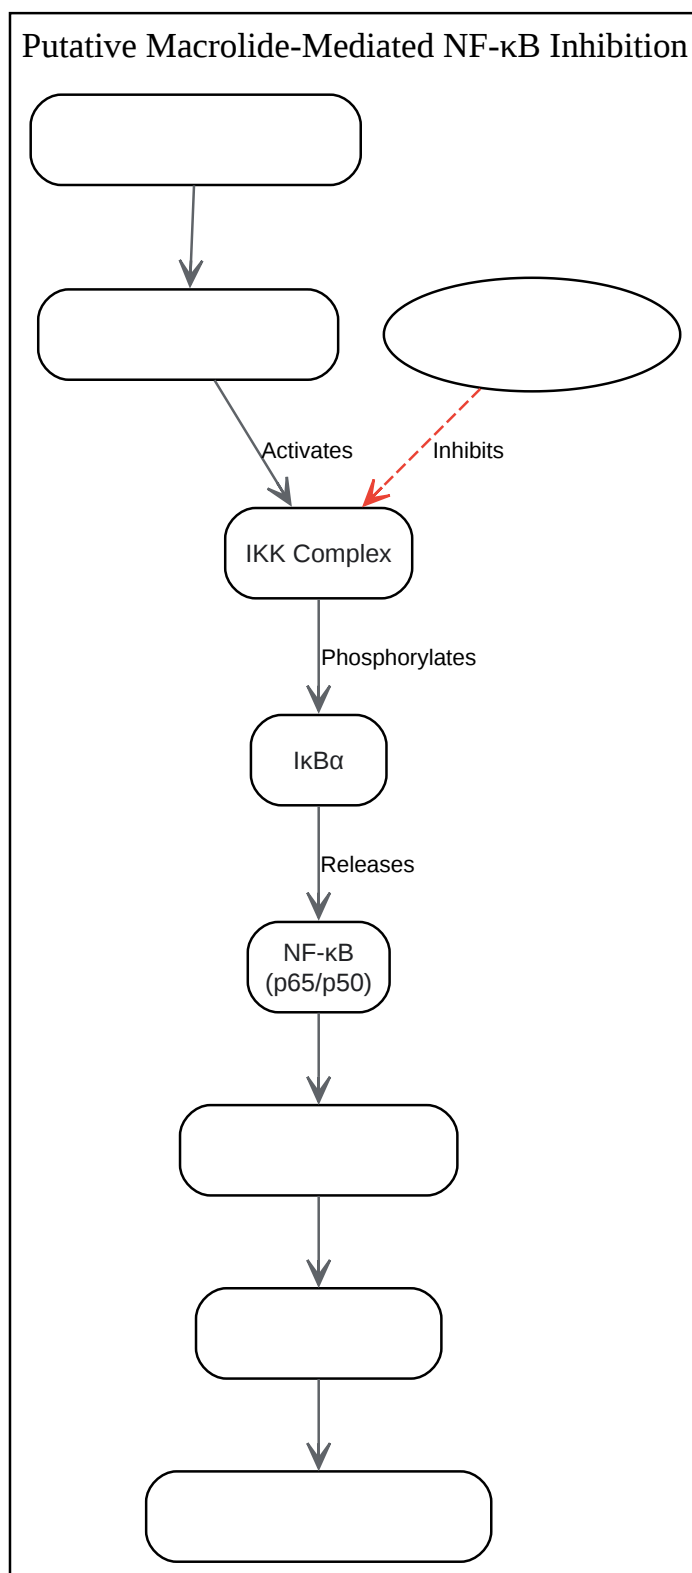 Putative Macrolide-Mediated NF-κB Inhibition
Activates
Inhibits
IKK Complex
Phosphorylates
IκBα
Releases
NF-κB
(p65/p50)